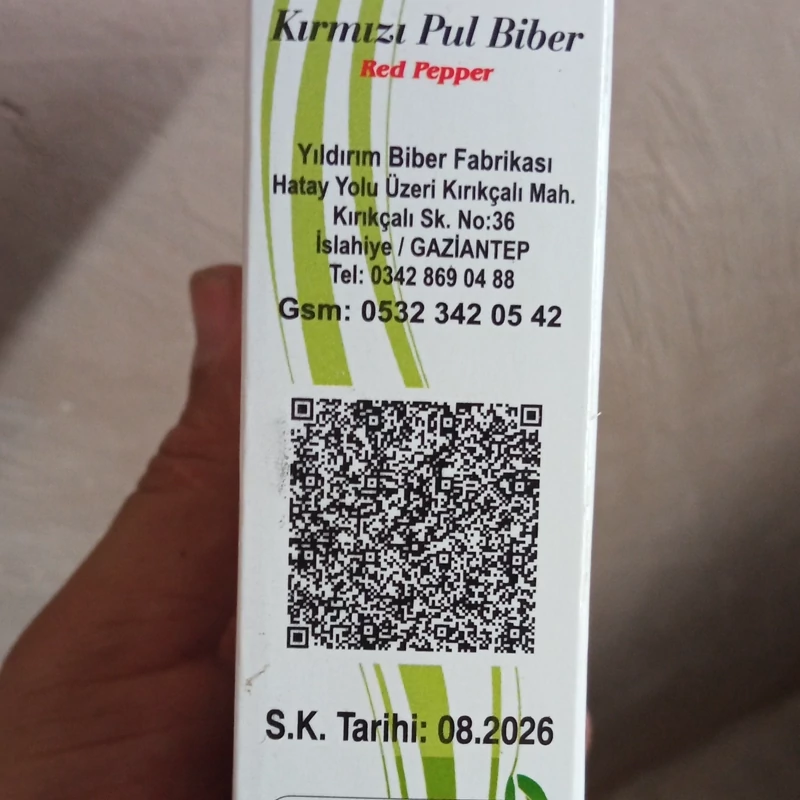 Kırmızı Pul Biber
Red Pepper
Yıldırım Biber Fabrikası
Hatay Yolu Üzeri Kırıkçalı Mah.
Kırıkçalı Sk. No:36
İslahiye / GAZİANTEP
Tel: 0342 869 04 88
Gsm: 0532 342 05 42
S.K. Tarihi: 08.2026